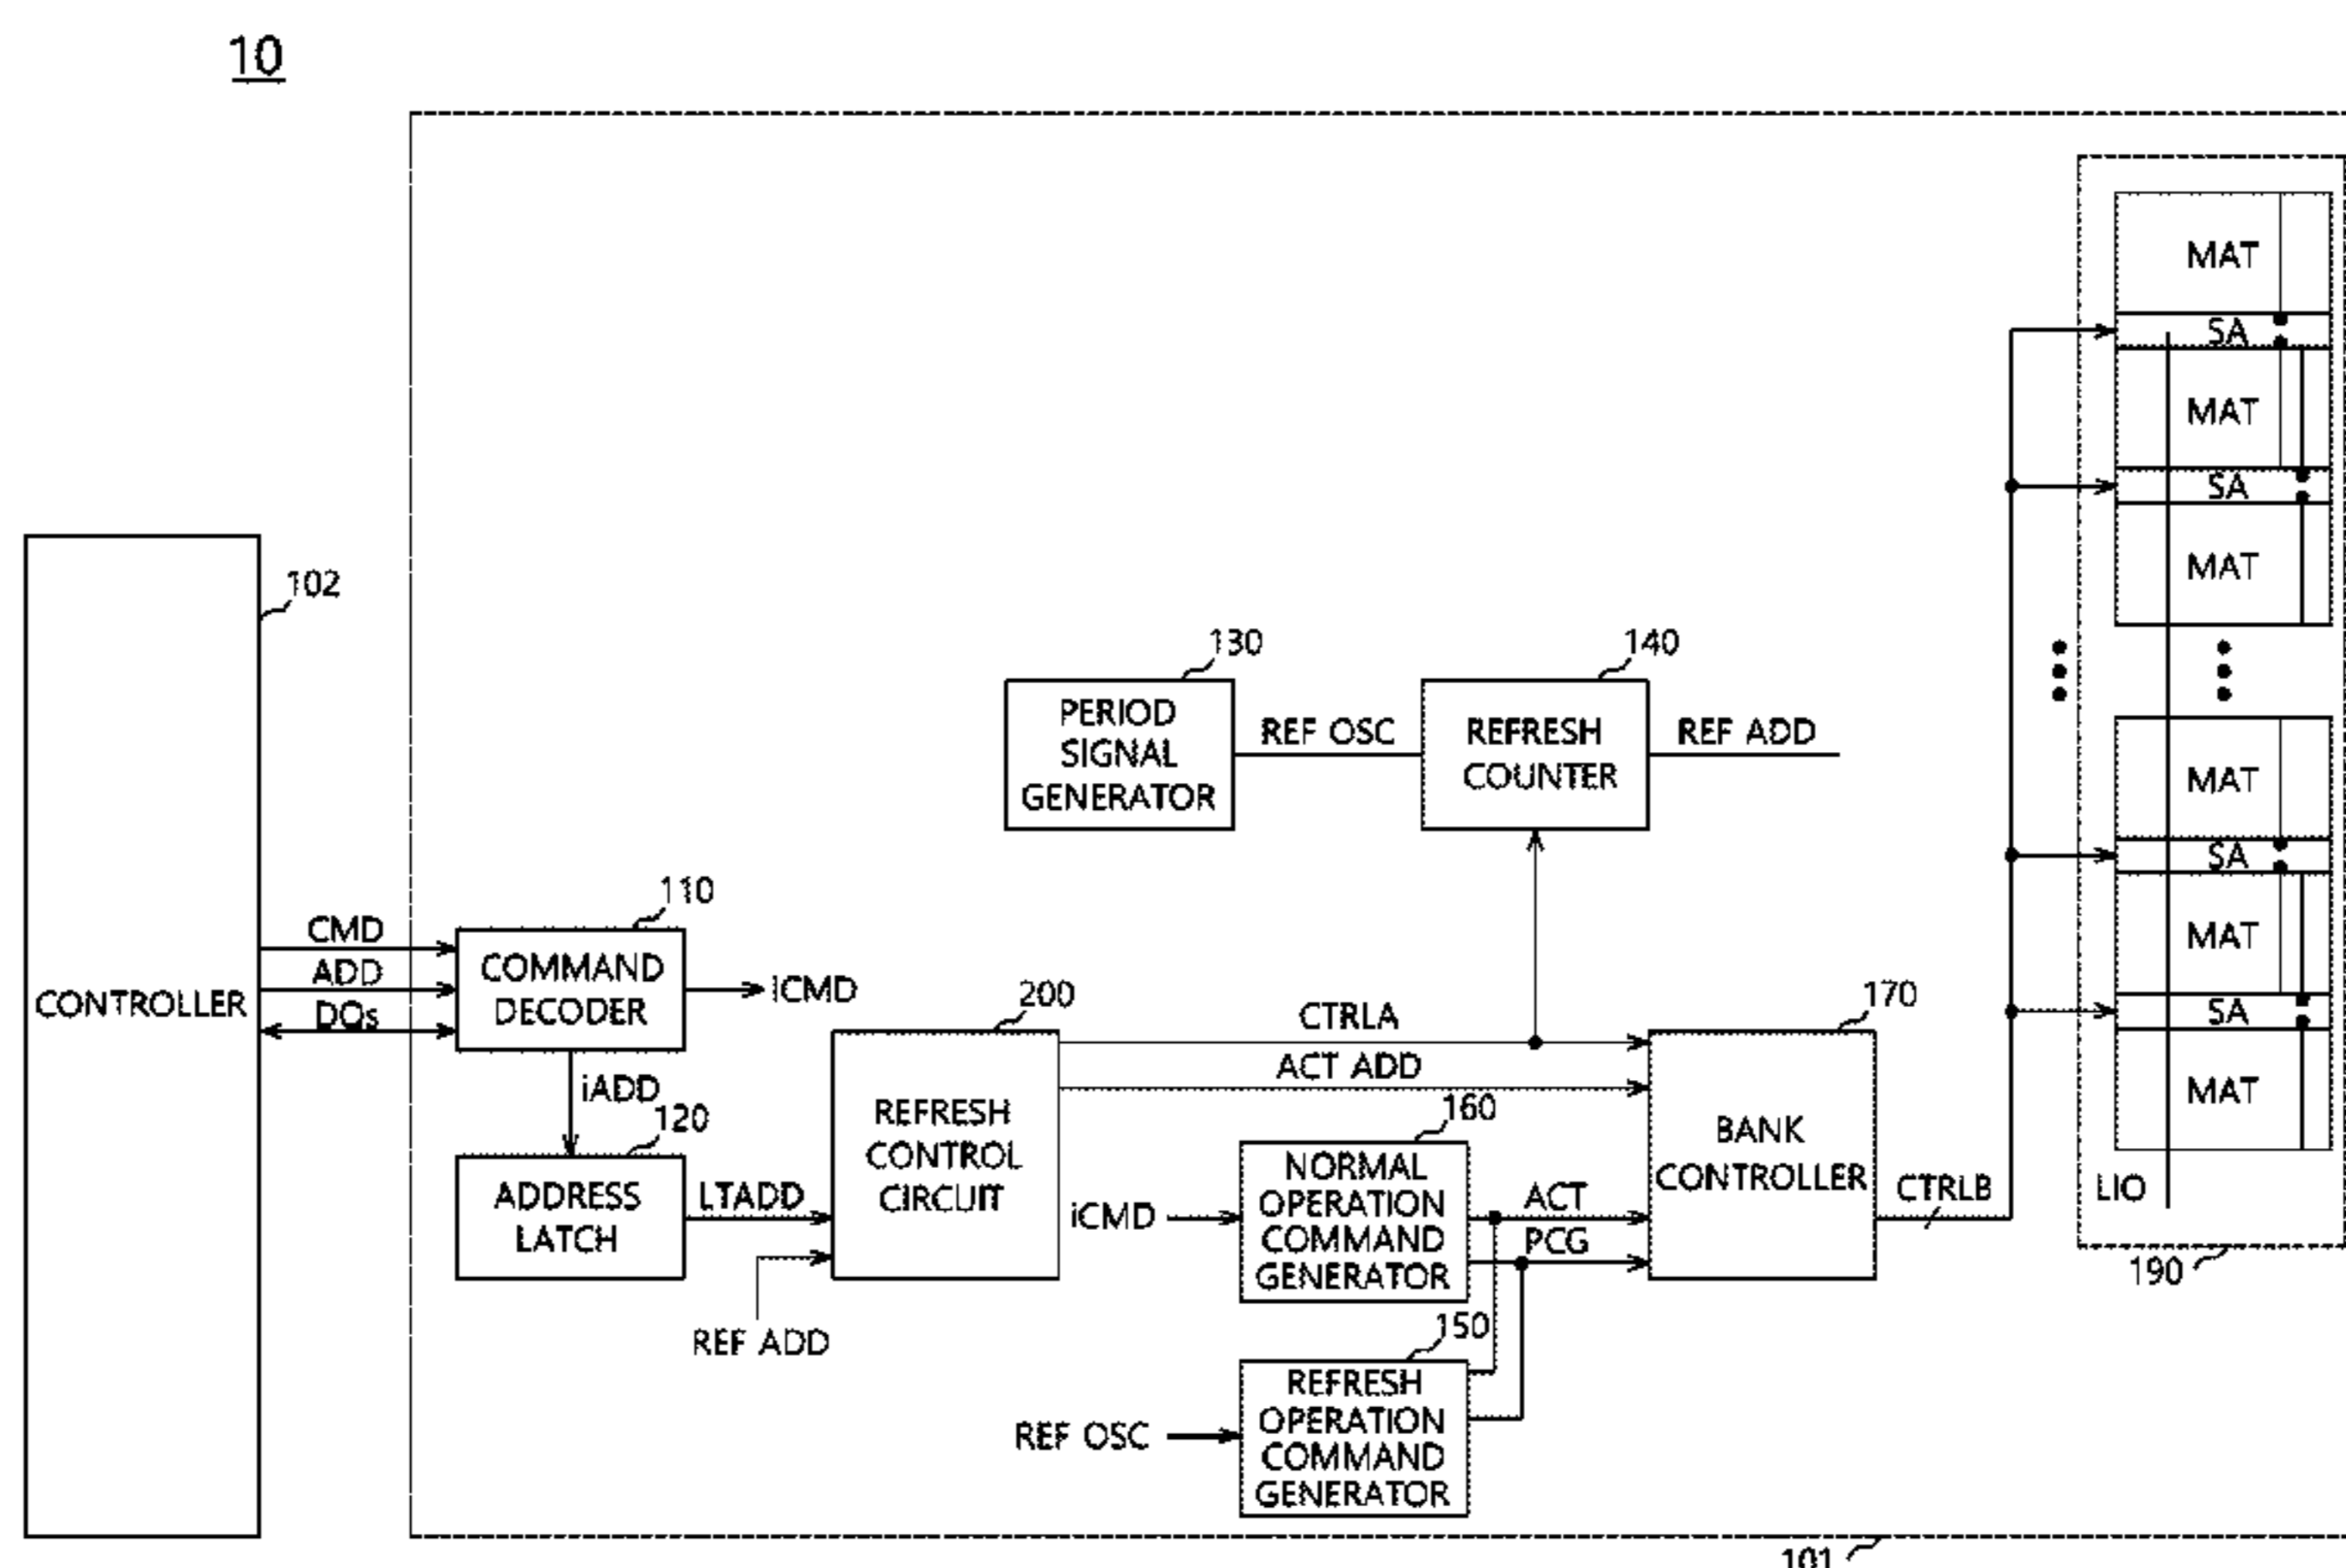 10
MAT
SA
MAT
SA
MAT
102
130
140
PERIOD
SIGNAL
GENERATOR
REF OSC
REFRESH
COUNTER
REF ADD
MAT
SA
MAT
SA
MAT
LIO
190
110
CMD
ADD
DQs
CONTROLLER
COMMAND
DECODER
iCMD
iADD
120
ADDRESS
LATCH
LTADD
REF ADD
200
REFRESH
CONTROL
CIRCUIT
CTRLA
ACT ADD
170
BANK
CONTROLLER
CTRLB
160
iCMD
NORMAL
OPERATION
COMMAND
GENERATOR
ACT
PCG
150
REF OSC
REFRESH
OPERATION
COMMAND
GENERATOR
101